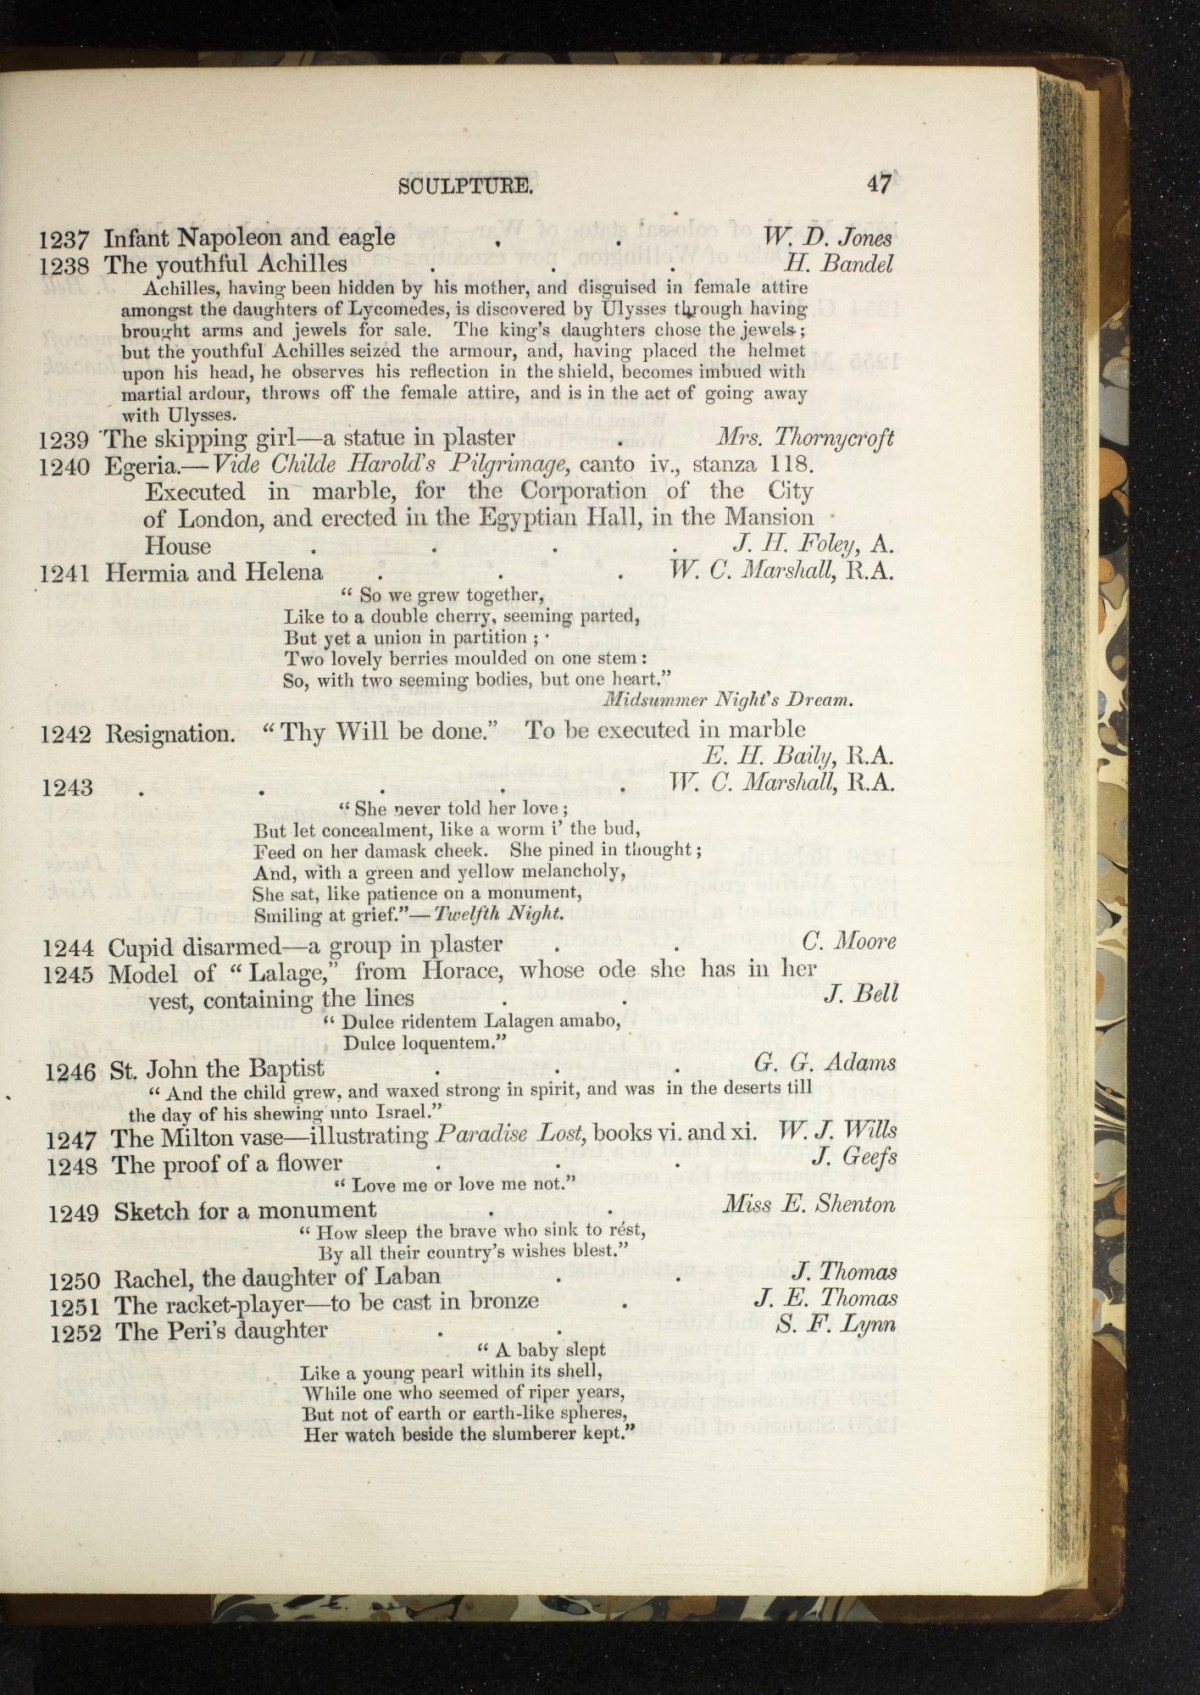 SCULPTURE. 47
1237 Infant Napoleon and eagle . . W. D. Jones
1238 The youthful Achilles . . . H. Bandel
Achilles, having been hidden by his mother, and disguised in female attire
amongst the daughters of Lycomedes, is discovered by Ulysses through having
brought arms and jewels for sale. The king's daughters chose the jewels;
but the youthful Achilles seized the armour, and, having placed the helmet
upon his head, he observes his reflection in the shield, becomes imbued with
martial ardour, throws off the female attire, and is in the act of going away
with Ulysses.
1239 The skipping girl—a statue in plaster . Mrs. Thornycroft
1240 Egeria.—Vide Childe Harold's Pilgrimage, canto iv., stanza 118.
Executed in marble, for the Corporation of the City
of London, and erected in the Egyptian Hall, in the Mansion
House . . . . J. H. Foley, A.
1241 Hermia and Helena . . . W. C. Marshall, R.A.
“ So we grew together,
Like to a double cherry, seeming parted,
But yet a union in partition ;
Two lovely berries moulded on one stem :
So, with two seeming bodies, but one heart.”
Midsummer Night's Dream.
1242 Resignation. “Thy Will be done.” To be executed in marble
E. H. Baily, R.A.
1243 . . . . . W. C. Marshall, R.A.
“ She never told her love ;
But let concealment, like a worm i' the bud,
Feed on her damask cheek. She pined in thought ;
And, with a green and yellow melancholy,
She sat, like patience on a monument,
Smiling at grief.”—Twelfth Night.
1244 Cupid disarmed—a group in plaster . . C. Moore
1245 Model of “Lalage,” from Horace, whose ode she has in her
vest, containing the lines . . J. Bell
“ Dulce ridentem Lalagen amabo,
Dulce loquentem.”
1246 St. John the Baptist . . . G. G. Adams
“ And the child grew, and waxed strong in spirit, and was in the deserts till
the day of his shewing unto Israel.”
1247 The Milton vase—illustrating Paradise Lost, books vi. and xi. W. J. Wills
1248 The proof of a flower . . . J. Geefs
“ Love me or love me not.”
1249 Sketch for a monument . . Miss E. Shenton
“ How sleep the brave who sink to rest,
By all their country's wishes blest.”
1250 Rachel, the daughter of Laban . . J. Thomas
1251 The racket-player—to be cast in bronze . J. E. Thomas
1252 The Peri's daughter . . S. F. Lynn
“ A baby slept
Like a young pearl within its shell,
While one who seemed of riper years,
But not of earth or earth-like spheres,
Her watch beside the slumberer kept.”